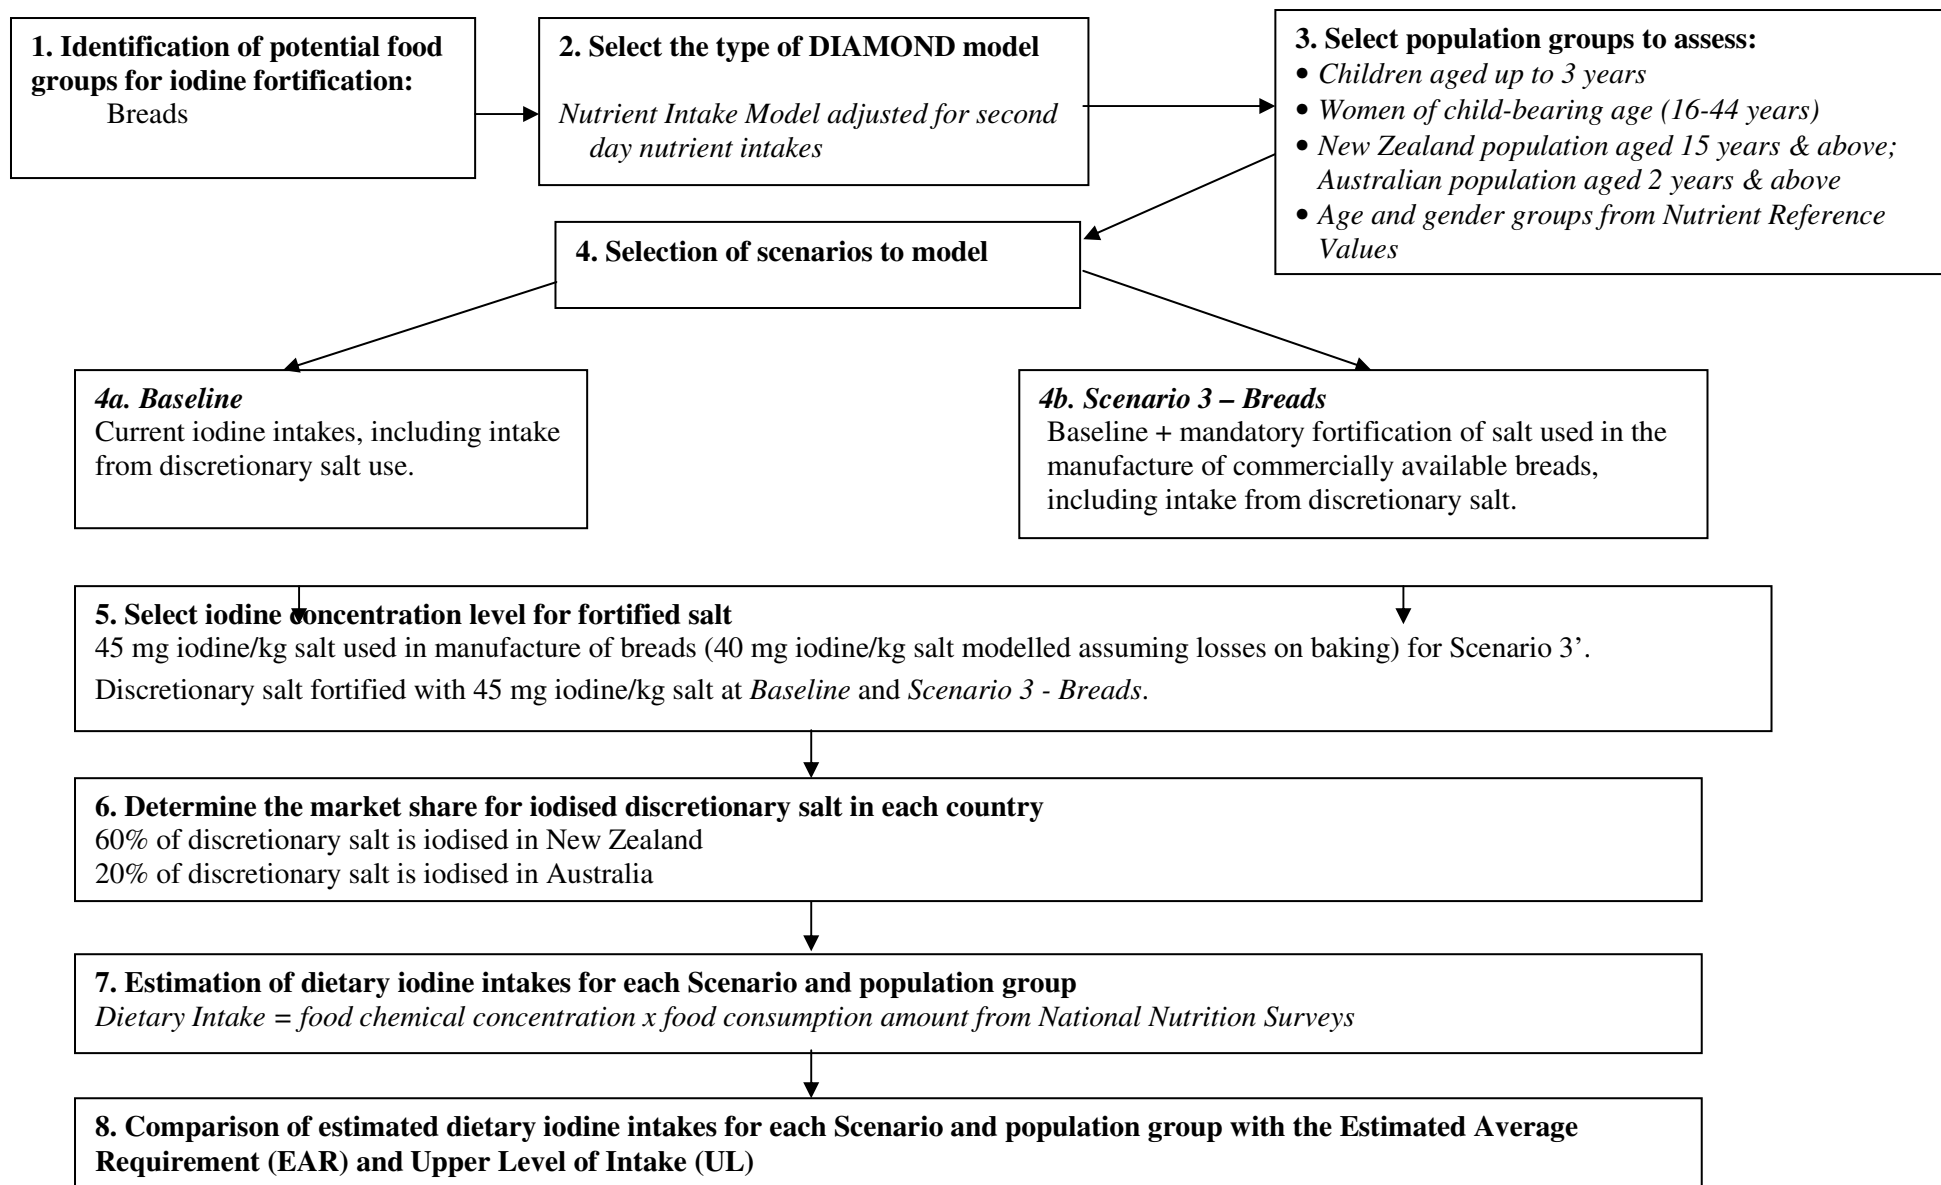 1. Identification of potential food
groups for iodine fortification:
Breads
2. Select the type of DIAMOND model
Nutrient Intake Model adjusted for second
day nutrient intakes
3. Select population groups to assess:
• Children aged up to 3 years
• Women of child-bearing age (16-44 years)
• New Zealand population aged 15 years & above;
Australian population aged 2 years & above
• Age and gender groups from Nutrient Reference
Values
4. Selection of scenarios to model
4a. Baseline
Current iodine intakes, including intake
from discretionary salt use.
4b. Scenario 3 – Breads
Baseline + mandatory fortification of salt used in the
manufacture of commercially available breads,
including intake from discretionary salt.
5. Select iodine concentration level for fortified salt
45 mg iodine/kg salt used in manufacture of breads (40 mg iodine/kg salt modelled assuming losses on baking) for Scenario 3’.
Discretionary salt fortified with 45 mg iodine/kg salt at Baseline and Scenario 3 - Breads.
6. Determine the market share for iodised discretionary salt in each country
60% of discretionary salt is iodised in New Zealand
20% of discretionary salt is iodised in Australia
7. Estimation of dietary iodine intakes for each Scenario and population group
Dietary Intake = food chemical concentration x food consumption amount from National Nutrition Surveys
8. Comparison of estimated dietary iodine intakes for each Scenario and population group with the Estimated Average
Requirement (EAR) and Upper Level of Intake (UL)